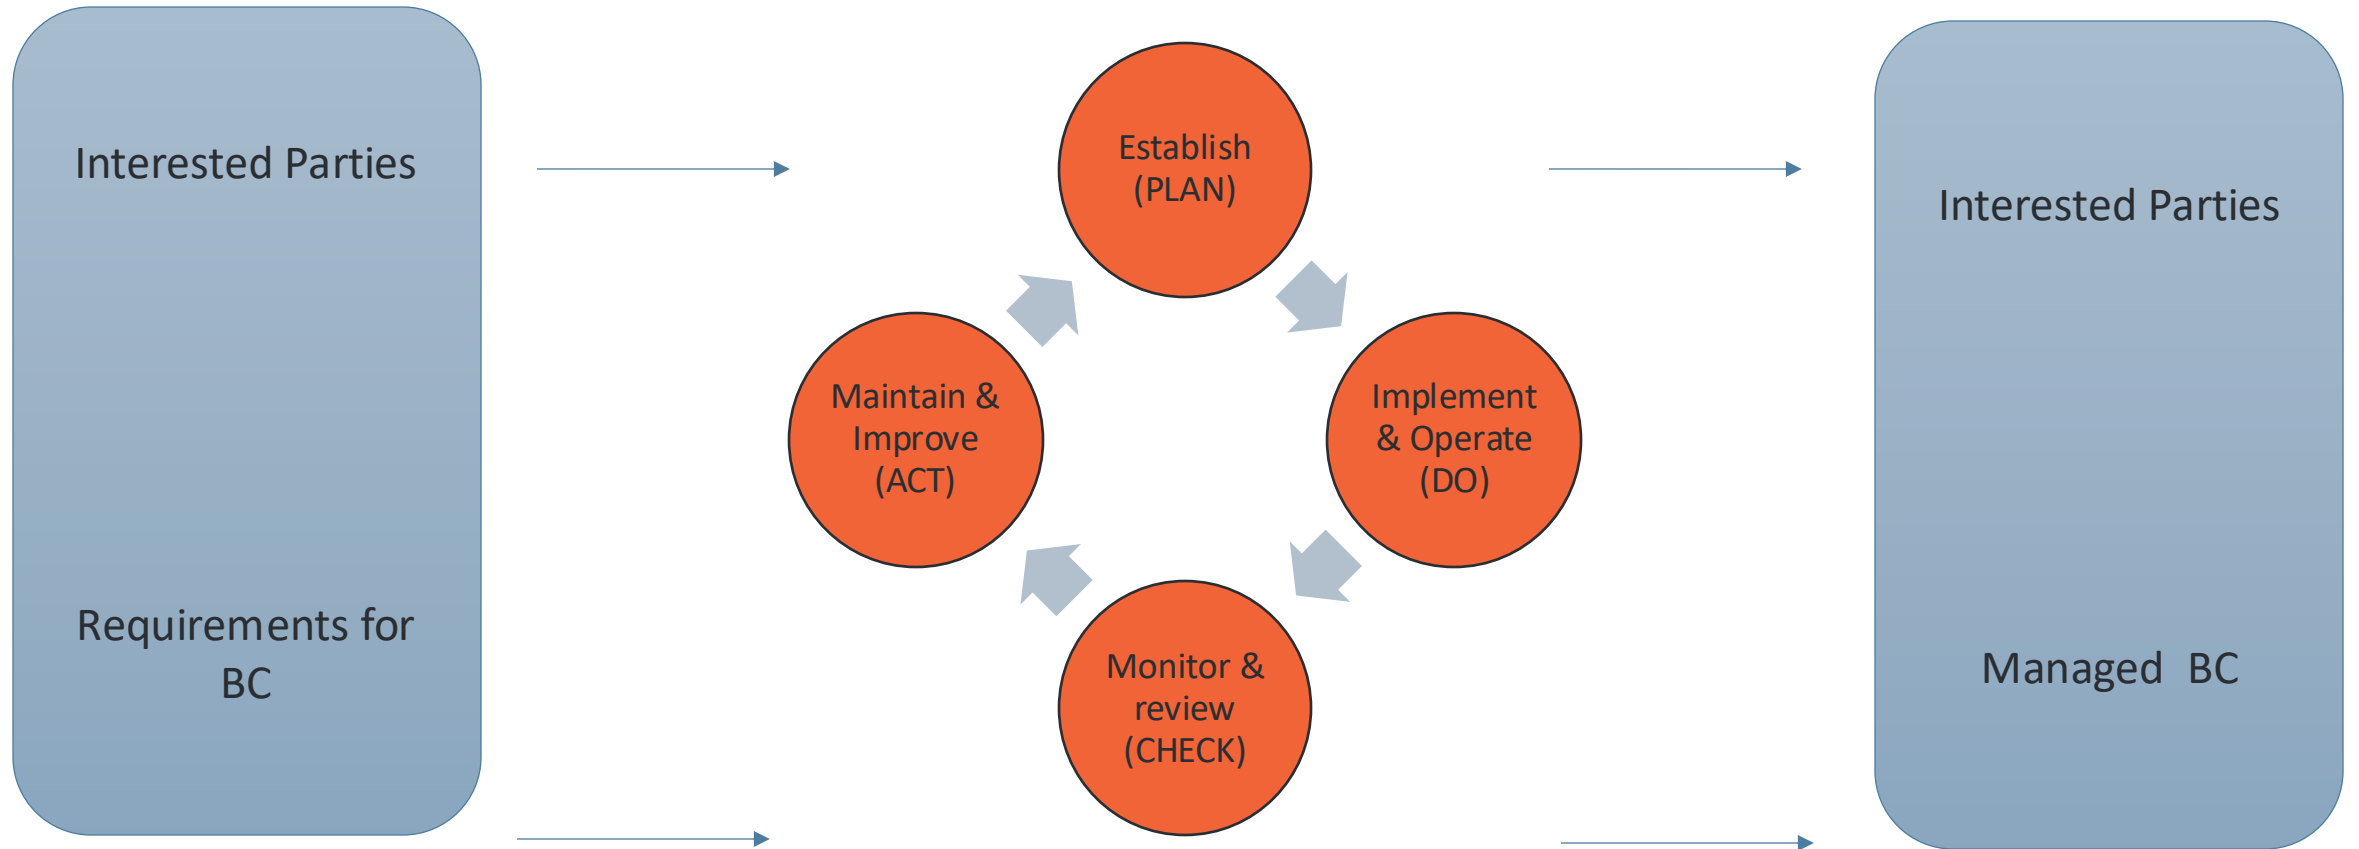 Interested Parties
Requirements for
BC
Establish
(PLAN)
Implement
& Operate
(DO)
Monitor &
review
(CHECK)
Maintain &
Improve
(ACT)
Interested Parties
Managed  BC